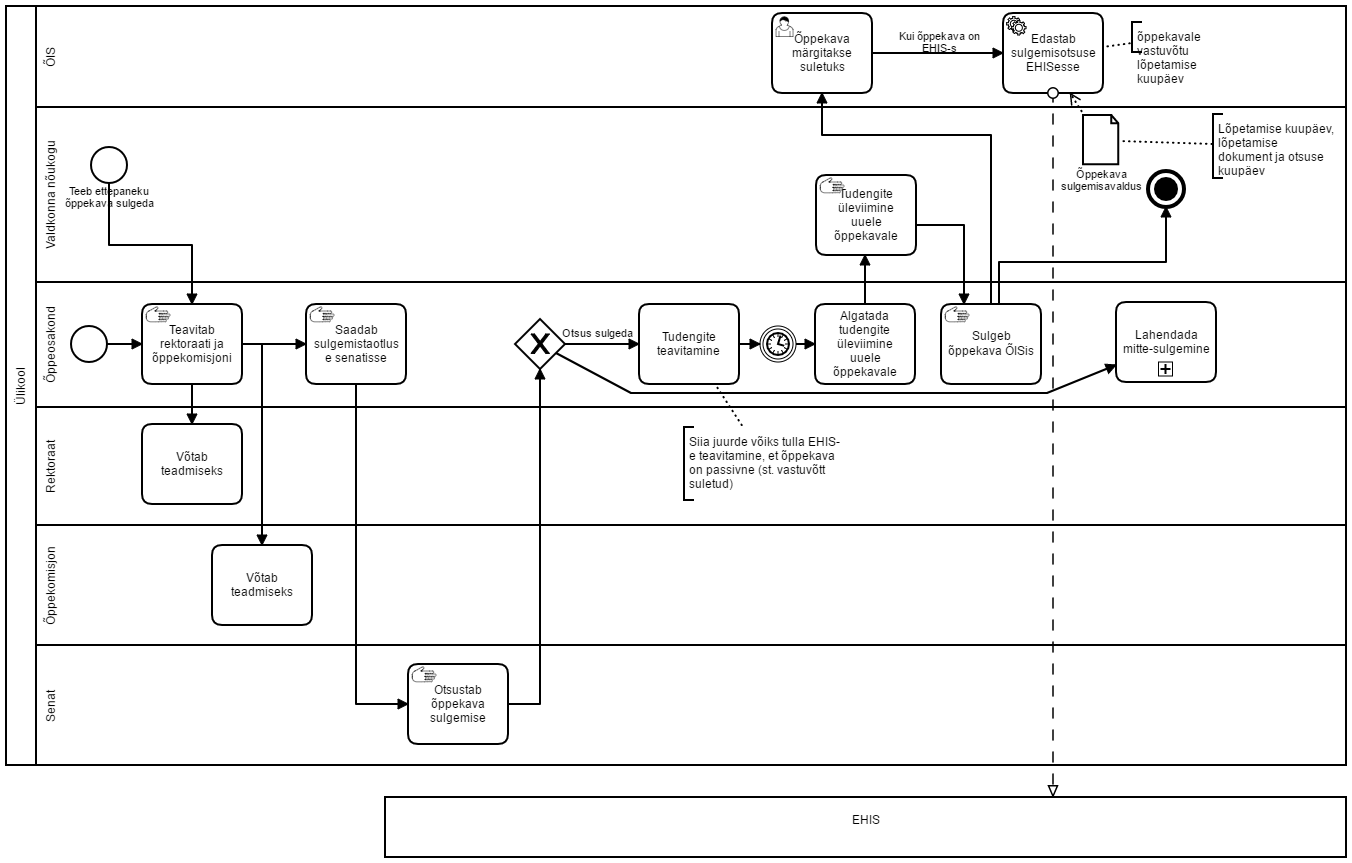 Ülikool
ÕIS
Õppekava
märgitakse
suletuks
Kui õppekava on
EHIS-s
Edastab
sulgemisotsuse
EHISesse
õppekavale
vastuvõtu
lõpetamise
kuupäev
Valdkonna nõukogu
Teeb ettepaneku
õppekava sulgeda
Tudengite
üleviimine
uuele
õppekavale
Õppekava
sulgemisavaldus
Lõpetamise kuupäev,
lõpetamise
dokument ja otsuse
kuupäev
Õppeosakond
Teavitab
rektoraati ja
õppekomisjoni
Saadab
sulgemistaotlus
e senatisse
X
Otsus sulgeda
Tudengite
teavitamine
Algatada
tudengite
üleviimine
uuele
õppekavale
Sulgeb
õppekava ÕISis
Lahendada
mitte-sulgemine
Rektoraat
Võtab
teadmiseks
Siia juurde võiks tulla EHIS-
e teavitamine, et õppekava
on passivne (st. vastuvõtt
suletud)
Õppekomisjon
Võtab
teadmiseks
Senat
Otsustab
õppekava
sulgemise
EHIS